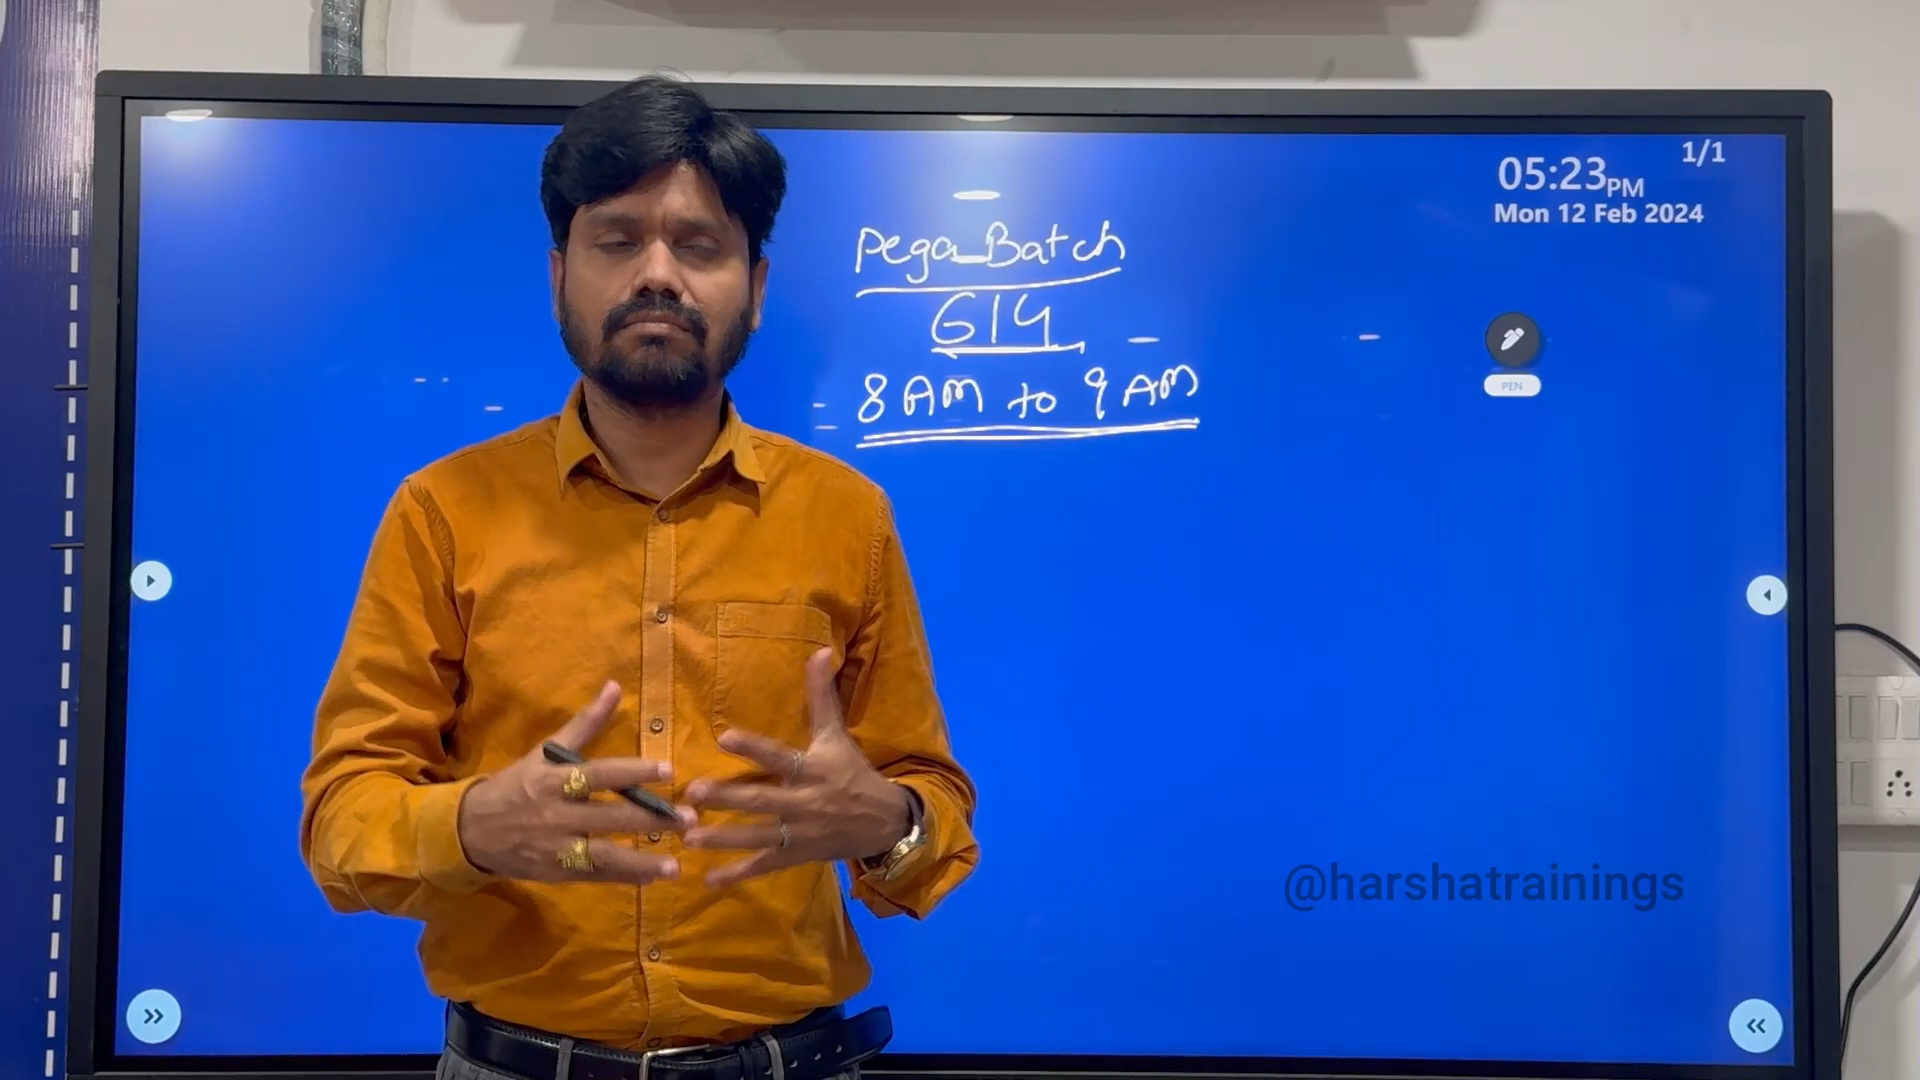 1/1
05:23PM
Mon 12 Feb 2024
Pega Batch
614
8 AM to 9 AM
PEN
@harshatrainings